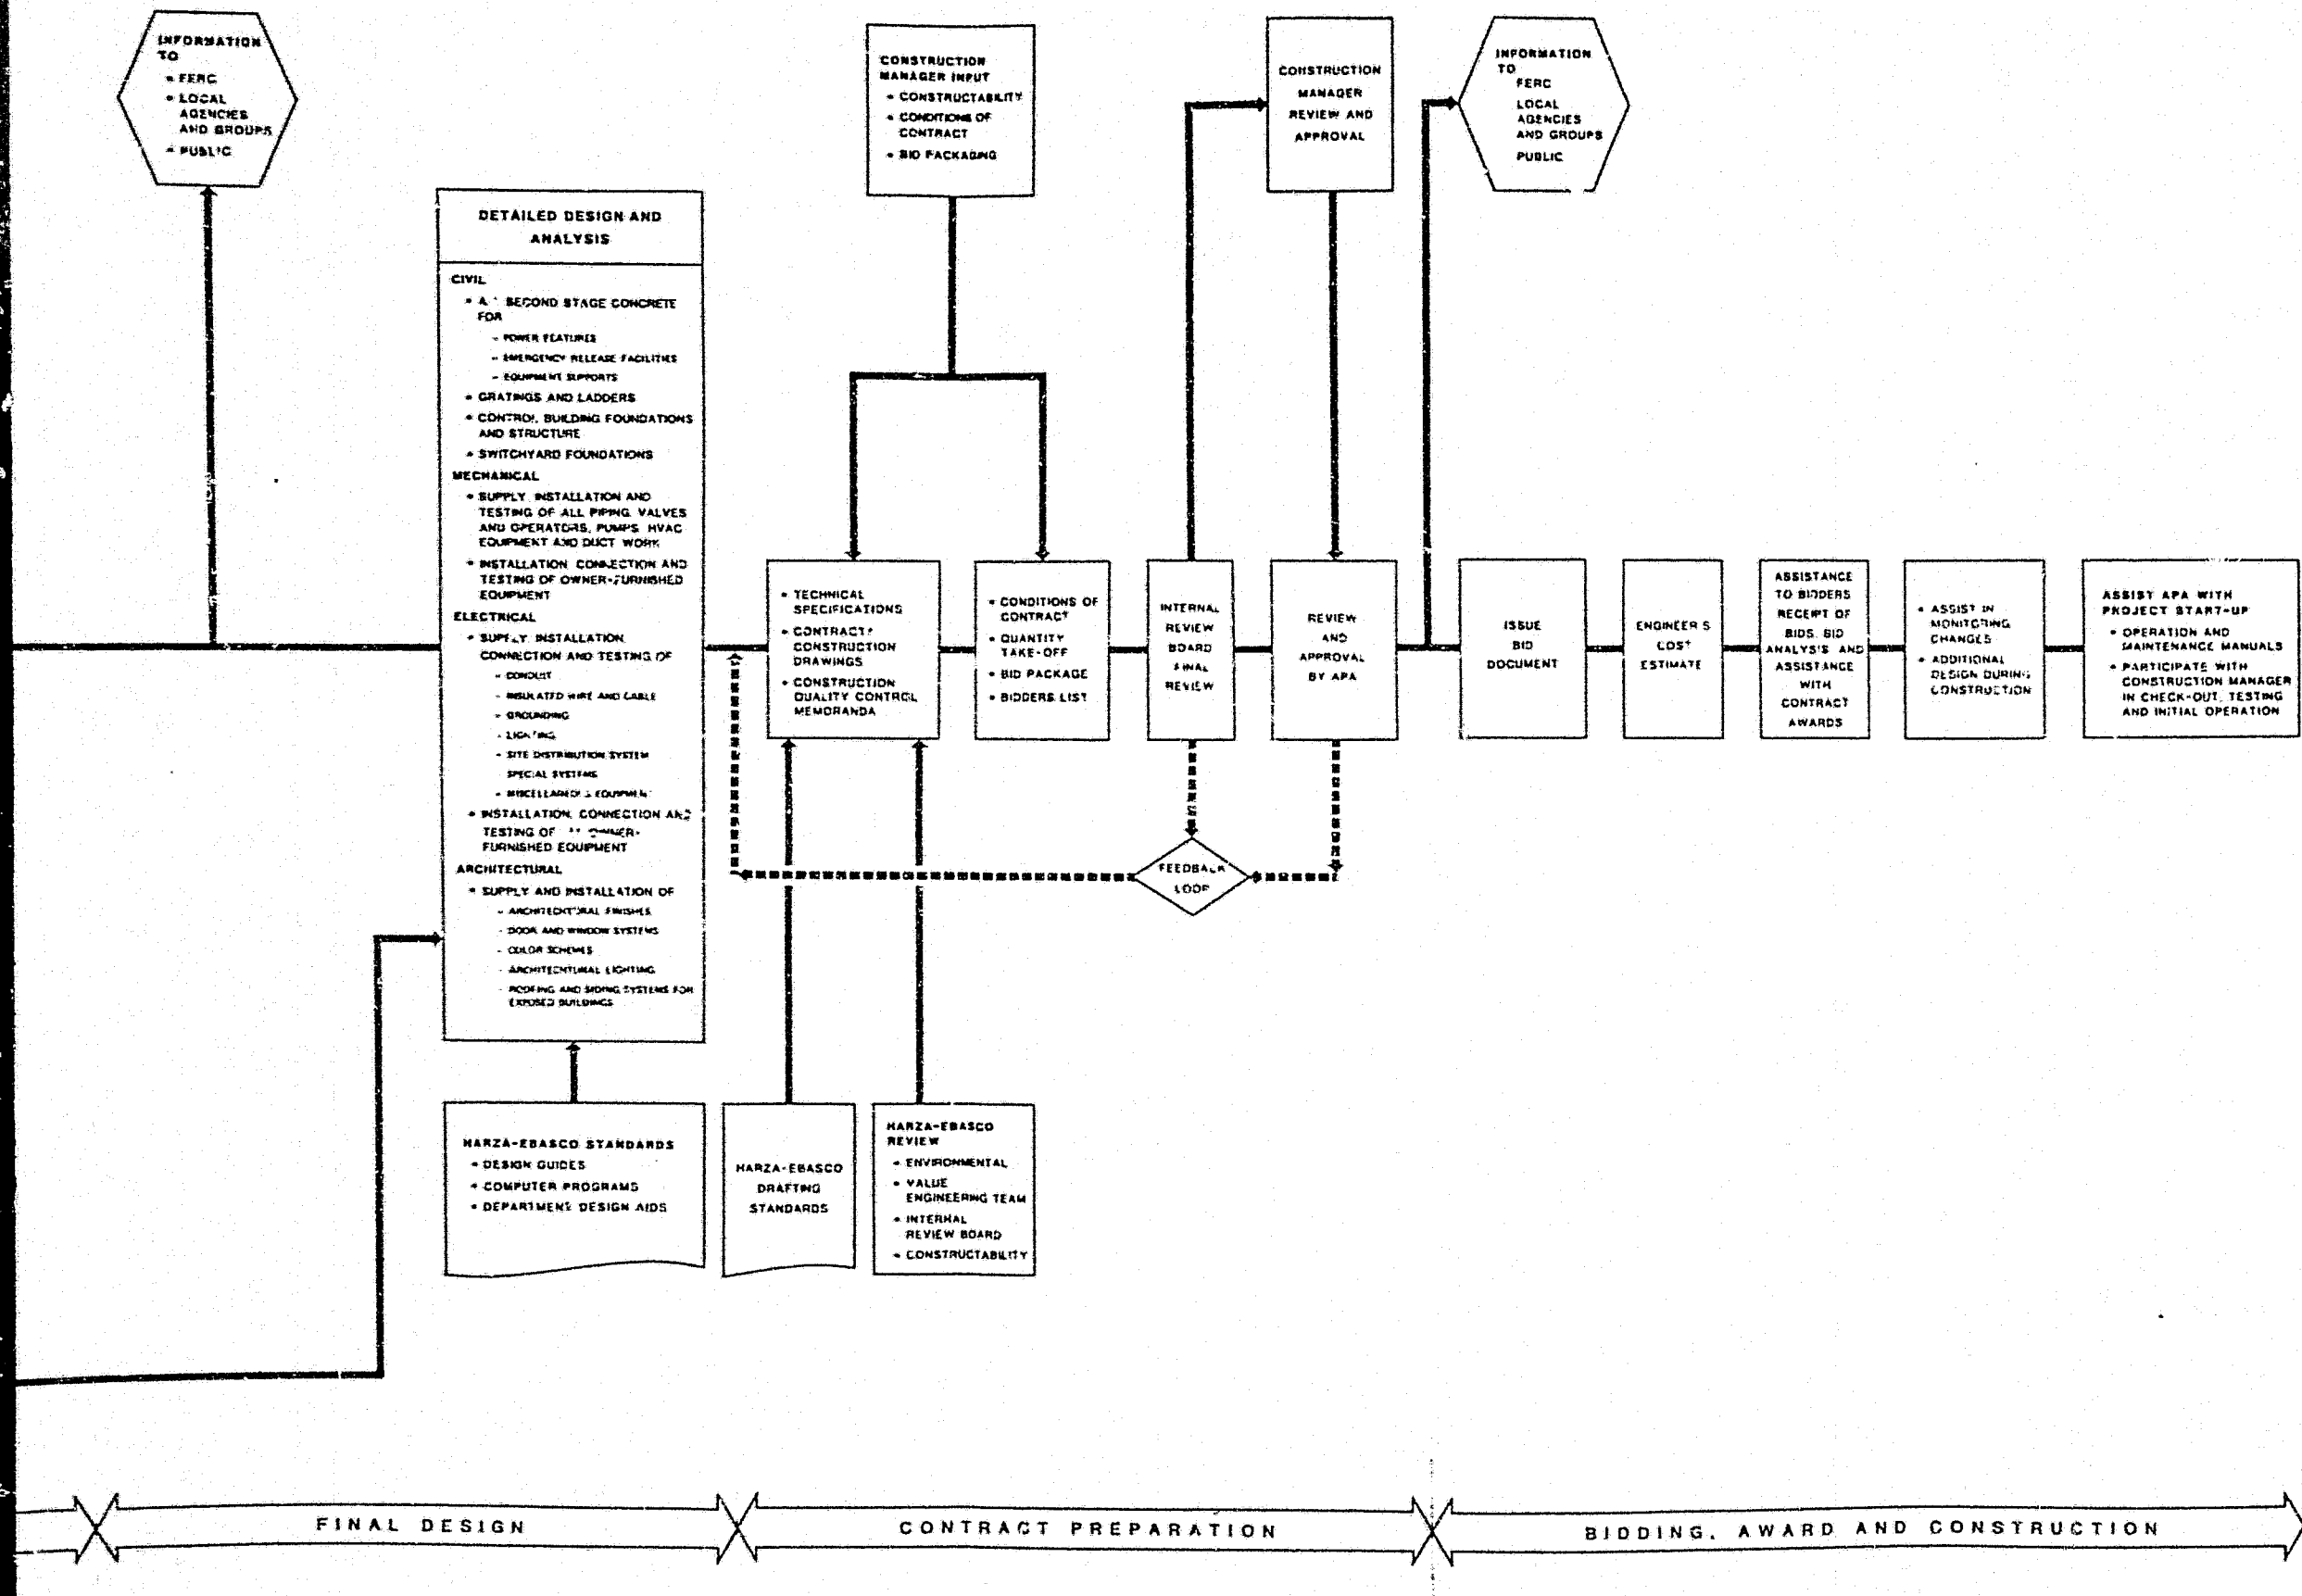 INFORMATION
TO
• FERC
• LOCAL
AGENCIES
AND GROUPS
• PUBLIC
CONSTRUCTION
MANAGER INPUT
• CONSTRUCTABILITY
• CONDITIONS OF
CONTRACT
• BID PACKAGING
CONSTRUCTION
MANAGER
REVIEW AND
APPROVAL
INFORMATION
TO
FERC
LOCAL
AGENCIES
AND GROUPS
PUBLIC
DETAILED DESIGN AND
ANALYSIS
CIVIL
• SECOND STAGE CONCRETE
FOR
- POWER FEATURES
- EMERGENCY RELEASE FACILITIES
- EQUIPMENT SUPPORTS
• GRATINGS AND LADDERS
• CONTROL BUILDING FOUNDATIONS
AND STRUCTURE
• SWITCHYARD FOUNDATIONS
MECHANICAL
• SUPPLY, INSTALLATION AND
TESTING OF ALL PIPING, VALVES
AND OPERATORS, PUMPS, HVAC
EQUIPMENT AND DUCT WORK
• INSTALLATION, CONNECTION AND
TESTING OF OWNER-FURNISHED
EQUIPMENT
ELECTRICAL
• SUPPLY, INSTALLATION,
CONNECTION AND TESTING OF
- CONDUIT
- INSULATED WIRE AND CABLE
- GROUNDING
- LIGHTING
- SITE DISTRIBUTION SYSTEM
SPECIAL SYSTEMS
- MISCELLANEOUS EQUIPMENT
• INSTALLATION, CONNECTION AND
TESTING OF OWNER-
FURNISHED EQUIPMENT
ARCHITECTURAL
• SUPPLY AND INSTALLATION OF
- ARCHITECHTURAL FINISHES
- DOOR AND WINDOW SYSTEMS
- COLOR SCHEMES
- ARCHITECHTURAL LIGHTING
- ROOFING AND SIDING SYSTEMS FOR
EXPOSED BUILDINGS
• TECHNICAL
SPECIFICATIONS
• CONTRACT/
CONSTRUCTION
DRAWINGS
• CONSTRUCTION
QUALITY CONTROL
MEMORANDA
• CONDITIONS OF
CONTRACT
• QUANTITY
TAKE-OFF
• BID PACKAGE
• BIDDERS LIST
INTERNAL
REVIEW
BOARD
FINAL
REVIEW
REVIEW
AND
APPROVAL
BY APA
ISSUE
BID
DOCUMENT
ENGINEER'S
COST
ESTIMATE
ASSISTANCE
TO BIDDERS
RECEIPT OF
BIDS, BID
ANALYSIS AND
ASSISTANCE
WITH
CONTRACT
AWARDS
• ASSIST IN
MONITORING
CHANGES
• ADDITIONAL
DESIGN DURING
CONSTRUCTION
ASSIST APA WITH
PROJECT START-UP
• OPERATION AND
MAINTENANCE MANUALS
• PARTICIPATE WITH
CONSTRUCTION MANAGER
IN CHECK-OUT, TESTING
AND INITIAL OPERATION
FEEDBACK
LOOP
HARZA-EBASCO STANDARDS
• DESIGN GUIDES
• COMPUTER PROGRAMS
• DEPARTMENT DESIGN AIDS
HARZA-EBASCO
DRAFTING
STANDARDS
HARZA-EBASCO
REVIEW
• ENVIRONMENTAL
• VALUE
ENGINEERING TEAM
• INTERNAL
REVIEW BOARD
• CONSTRUCTABILITY
FINAL DESIGN
CONTRACT PREPARATION
BIDDING, AWARD AND CONSTRUCTION